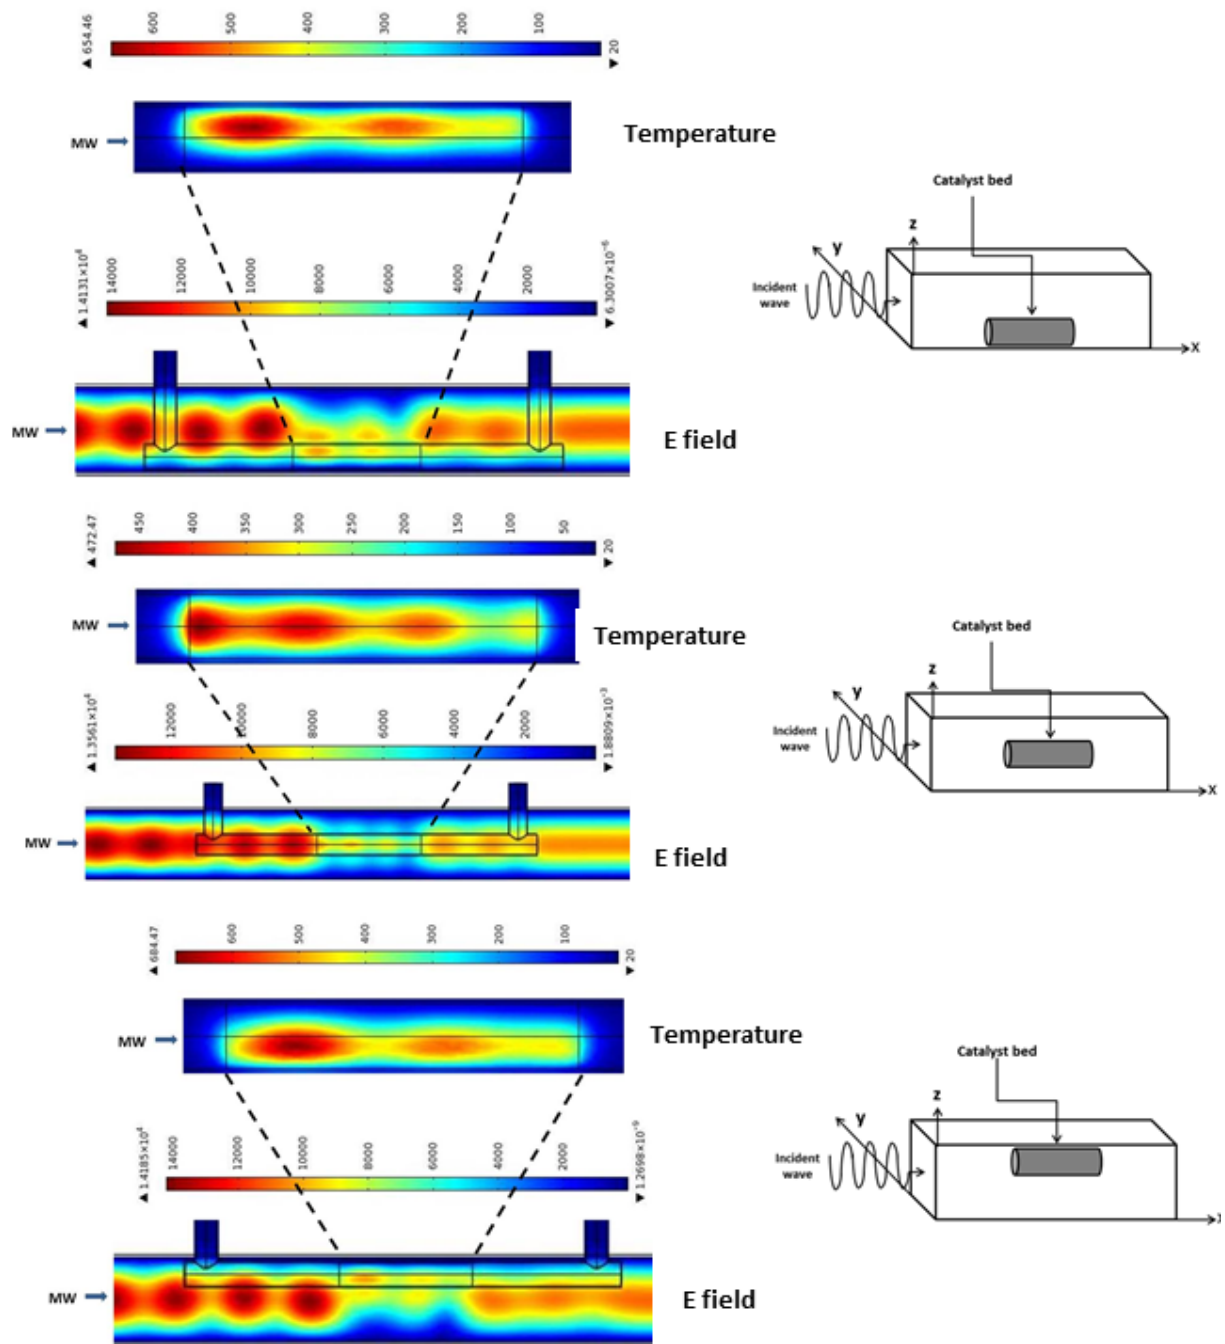 ▲ 654.46
600
500
400
300
200
100
▼ 20
MW
Temperature
▲ 1.4131×10⁴
14000
12000
10000
8000
6000
4000
2000
▼ 6.3007×10⁻⁶
MW
E field
Catalyst bed
z
y
Incident
wave
X
▲ 472.47
450
400
350
300
250
200
150
100
50
▼ 20
MW
Temperature
▲ 1.3561×10⁴
12000
10000
8000
6000
4000
2000
▼ 1.8809×10⁻³
MW
E field
Catalyst bed
z
y
Incident
wave
X
▲ 684.47
600
500
400
300
200
100
▼ 20
MW
Temperature
▲ 1.4185×10⁴
14000
12000
10000
8000
6000
4000
2000
▼ 1.2698×10⁻⁹
MW
E field
Catalyst bed
z
y
Incident
wave
X